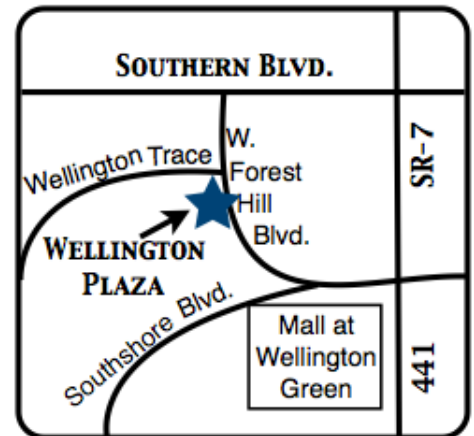 SOUTHERN BLVD.
W.
Forest
Hill
Blvd.
Wellington Trace
SR-7
WELLINGTON
PLAZA
Southshore Blvd.
Mall at
Wellington
Green
441